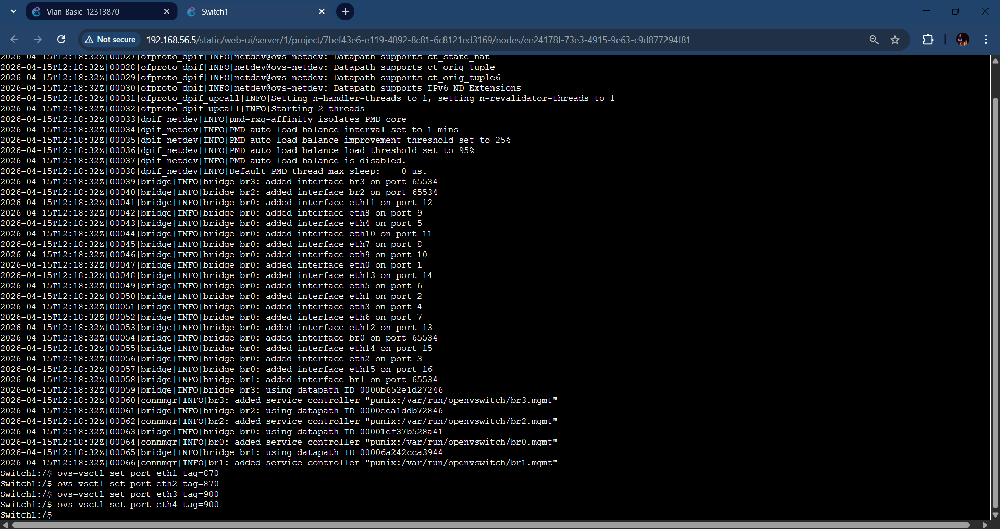 Vlan-Basic-12313870
Switch1
Not secure
192.168.56.5/static/web-ui/server/1/project/7bef43e6-e119-4892-8c81-6c8121ed3169/nodes/ee24178f-73e3-4915-9e63-c9d877294f81
2026-04-15T12:18:32Z|00027|ofproto_dpif|INFO|netdev@ovs-netdev: Datapath supports ct_state_nat
2026-04-15T12:18:32Z|00028|ofproto_dpif|INFO|netdev@ovs-netdev: Datapath supports ct_orig_tuple
2026-04-15T12:18:32Z|00029|ofproto_dpif|INFO|netdev@ovs-netdev: Datapath supports ct_orig_tuple6
2026-04-15T12:18:32Z|00030|ofproto_dpif|INFO|netdev@ovs-netdev: Datapath supports IPv6 ND Extensions
2026-04-15T12:18:32Z|00031|ofproto_dpif_upcall|INFO|Setting n-handler-threads to 1, setting n-revalidator-threads to 1
2026-04-15T12:18:32Z|00032|ofproto_dpif_upcall|INFO|Starting 2 threads
2026-04-15T12:18:32Z|00033|dpif_netdev|INFO|pmd-rxq-affinity isolates PMD core
2026-04-15T12:18:32Z|00034|dpif_netdev|INFO|PMD auto load balance interval set to 1 mins
2026-04-15T12:18:32Z|00035|dpif_netdev|INFO|PMD auto load balance improvement threshold set to 25%
2026-04-15T12:18:32Z|00036|dpif_netdev|INFO|PMD auto load balance load threshold set to 95%
2026-04-15T12:18:32Z|00037|dpif_netdev|INFO|PMD auto load balance is disabled.
2026-04-15T12:18:32Z|00038|dpif_netdev|INFO|Default PMD thread max sleep:    0 us.
2026-04-15T12:18:32Z|00039|bridge|INFO|bridge br3: added interface br3 on port 65534
2026-04-15T12:18:32Z|00040|bridge|INFO|bridge br2: added interface br2 on port 65534
2026-04-15T12:18:32Z|00041|bridge|INFO|bridge br0: added interface eth11 on port 12
2026-04-15T12:18:32Z|00042|bridge|INFO|bridge br0: added interface eth8 on port 9
2026-04-15T12:18:32Z|00043|bridge|INFO|bridge br0: added interface eth4 on port 5
2026-04-15T12:18:32Z|00044|bridge|INFO|bridge br0: added interface eth10 on port 11
2026-04-15T12:18:32Z|00045|bridge|INFO|bridge br0: added interface eth7 on port 8
2026-04-15T12:18:32Z|00046|bridge|INFO|bridge br0: added interface eth9 on port 10
2026-04-15T12:18:32Z|00047|bridge|INFO|bridge br0: added interface eth0 on port 1
2026-04-15T12:18:32Z|00048|bridge|INFO|bridge br0: added interface eth13 on port 14
2026-04-15T12:18:32Z|00049|bridge|INFO|bridge br0: added interface eth5 on port 6
2026-04-15T12:18:32Z|00050|bridge|INFO|bridge br0: added interface eth1 on port 2
2026-04-15T12:18:32Z|00051|bridge|INFO|bridge br0: added interface eth3 on port 4
2026-04-15T12:18:32Z|00052|bridge|INFO|bridge br0: added interface eth6 on port 7
2026-04-15T12:18:32Z|00053|bridge|INFO|bridge br0: added interface eth12 on port 13
2026-04-15T12:18:32Z|00054|bridge|INFO|bridge br0: added interface br0 on port 65534
2026-04-15T12:18:32Z|00055|bridge|INFO|bridge br0: added interface eth14 on port 15
2026-04-15T12:18:32Z|00056|bridge|INFO|bridge br0: added interface eth2 on port 3
2026-04-15T12:18:32Z|00057|bridge|INFO|bridge br0: added interface eth15 on port 16
2026-04-15T12:18:32Z|00058|bridge|INFO|bridge br1: added interface br1 on port 65534
2026-04-15T12:18:32Z|00059|bridge|INFO|bridge br3: using datapath ID 0000b652e1d27246
2026-04-15T12:18:32Z|00060|connmgr|INFO|br3: added service controller "punix:/var/run/openvswitch/br3.mgmt"
2026-04-15T12:18:32Z|00061|bridge|INFO|bridge br2: using datapath ID 0000eea1ddb72846
2026-04-15T12:18:32Z|00062|connmgr|INFO|br2: added service controller "punix:/var/run/openvswitch/br2.mgmt"
2026-04-15T12:18:32Z|00063|bridge|INFO|bridge br0: using datapath ID 00001ef37b528a41
2026-04-15T12:18:32Z|00064|connmgr|INFO|br0: added service controller "punix:/var/run/openvswitch/br0.mgmt"
2026-04-15T12:18:32Z|00065|bridge|INFO|bridge br1: using datapath ID 00006a242cca3944
2026-04-15T12:18:32Z|00066|connmgr|INFO|br1: added service controller "punix:/var/run/openvswitch/br1.mgmt"
Switch1:/$ ovs-vsctl set port eth1 tag=870
Switch1:/$ ovs-vsctl set port eth2 tag=870
Switch1:/$ ovs-vsctl set port eth3 tag=900
Switch1:/$ ovs-vsctl set port eth4 tag=900
Switch1:/$